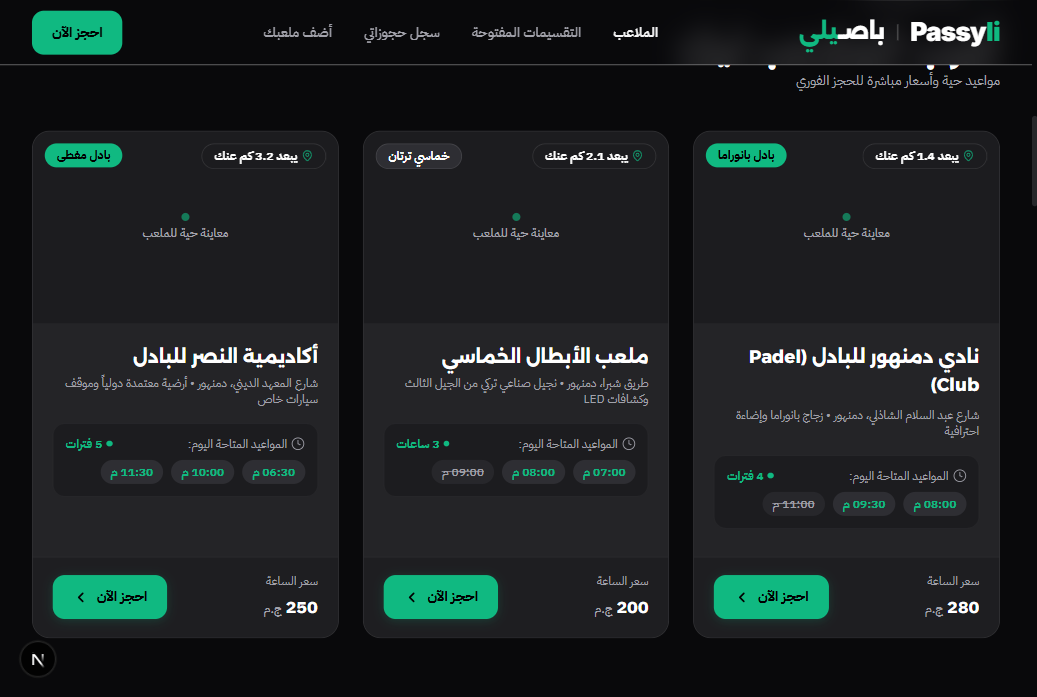 Passyli | باصيلي
الملاعب
التقسيمات المفتوحة
سجل حجوزاتي
أضف ملعبك
احجز الآن
مواعيد حية وأسعار مباشرة للحجز الفوري
يبعد 1.4 كم عنك
بادل بانوراما
معاينة حية للملعب
نادي دمنهور للبادل (Padel
Club)
شارع عبد السلام الشاذلي، دمنهور • زجاج بانوراما وإضاءة
احترافية
المواعيد المتاحة اليوم:
4 فترات
08:00 م
09:30 م
11:00 م
سعر الساعة
280 ج.م
احجز الآن
يبعد 2.1 كم عنك
خماسي ترتان
معاينة حية للملعب
ملعب الأبطال الخماسي
طريق شبرا، دمنهور • نجيل صناعي تركي من الجيل الثالث
وكشافات LED
المواعيد المتاحة اليوم:
3 ساعات
07:00 م
08:00 م
09:00 م
سعر الساعة
200 ج.م
احجز الآن
يبعد 3.2 كم عنك
بادل مغطى
معاينة حية للملعب
أكاديمية النصر للبادل
شارع المعهد الديني، دمنهور • أرضية معتمدة دولياً وموقف
سيارات خاص
المواعيد المتاحة اليوم:
5 فترات
06:30 م
10:00 م
11:30 م
سعر الساعة
250 ج.م
احجز الآن
N